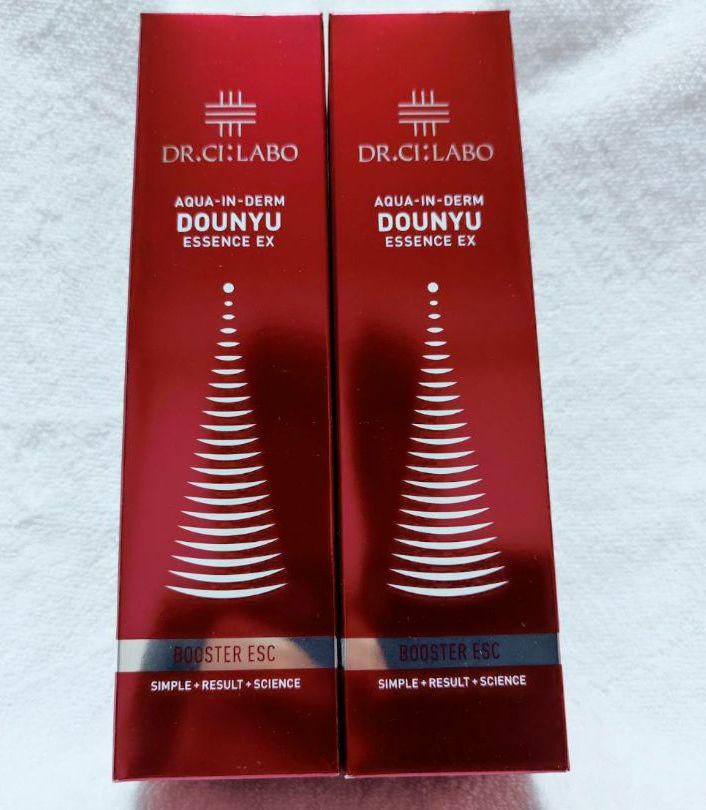 DR.CI:LABO
AQUA-IN-DERM
DOUNYU
ESSENCE EX
BOOSTER ESC
SIMPLE+RESULT+SCIENCE
DR.CI:LABO
AQUA-IN-DERM
DOUNYU
ESSENCE EX
BOOSTER ESC
SIMPLE+RESULT+SCIENCE